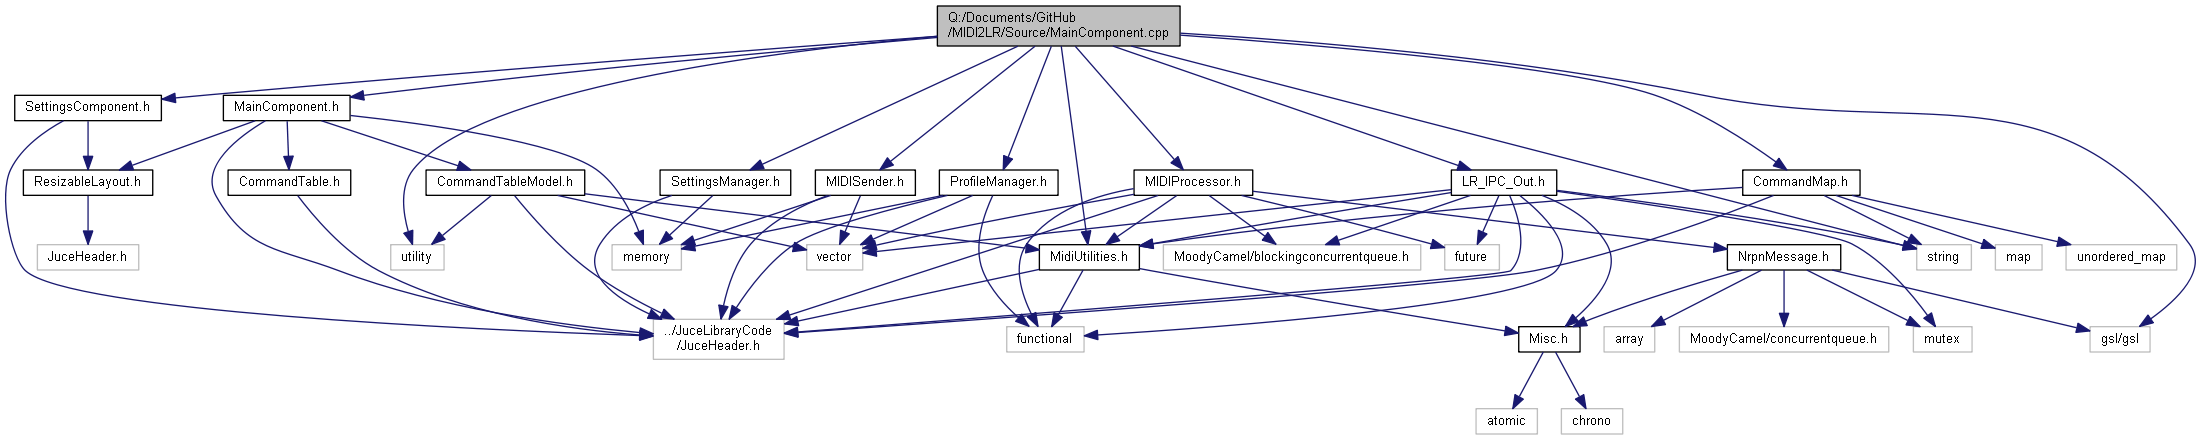 Q:/Documents/GitHub
/MIDI2LR/Source/MainComponent.cpp
SettingsComponent.h
MainComponent.h
ResizableLayout.h
CommandTable.h
CommandTableModel.h
SettingsManager.h
MIDISender.h
ProfileManager.h
MIDIProcessor.h
LR_IPC_Out.h
CommandMap.h
JuceHeader.h
utility
memory
vector
MidiUtilities.h
MoodyCamel/blockingconcurrentqueue.h
future
NrpnMessage.h
string
map
unordered_map
../JuceLibraryCode
/JuceHeader.h
functional
Misc.h
array
MoodyCamel/concurrentqueue.h
mutex
gsl/gsl
atomic
chrono